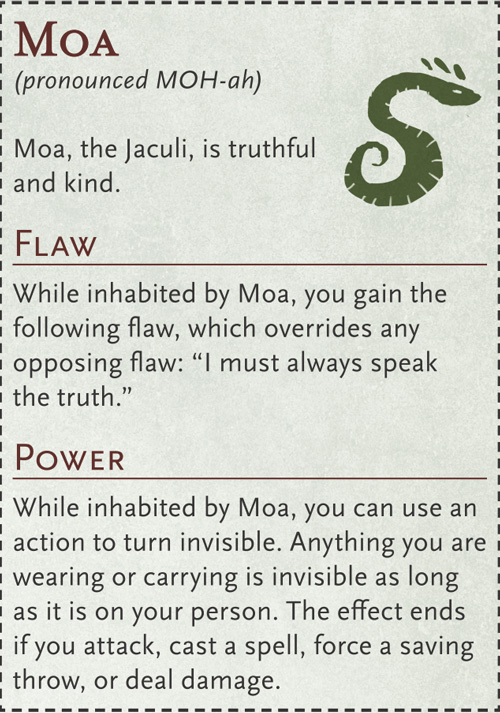 Moa
(pronounced MOH-ah)
Moa, the Jaculi, is truthful
and kind.
Flaw
While inhabited by Moa, you gain the
following flaw, which overrides any
opposing flaw: “I must always speak
the truth.”
Power
While inhabited by Moa, you can use an
action to turn invisible. Anything you are
wearing or carrying is invisible as long
as it is on your person. The effect ends
if you attack, cast a spell, force a saving
throw, or deal damage.